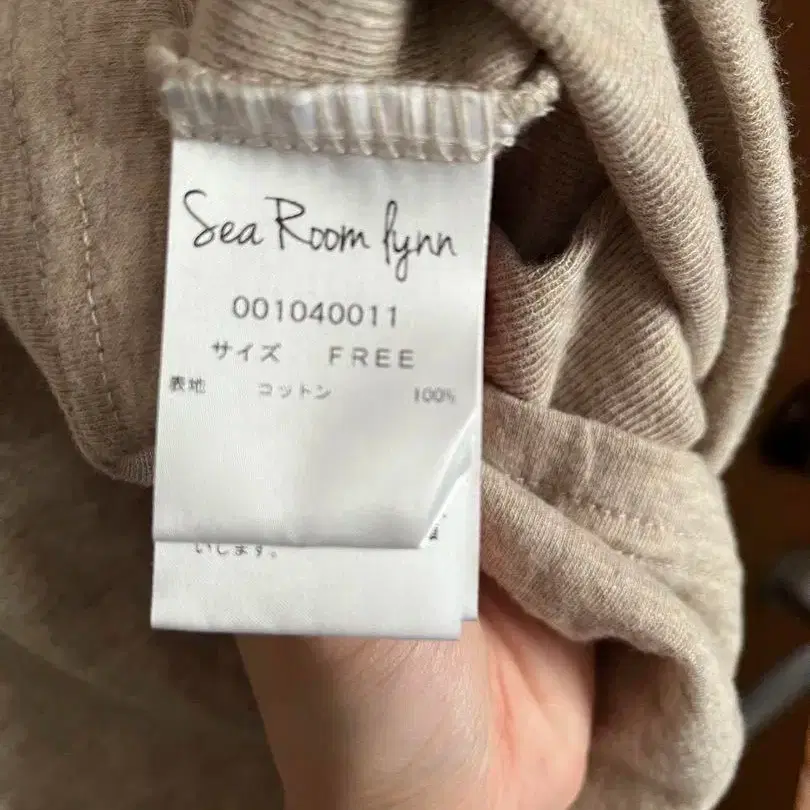 Sea Room lynn
001040011
サイズ FREE
表地 コットン 100%
いします。